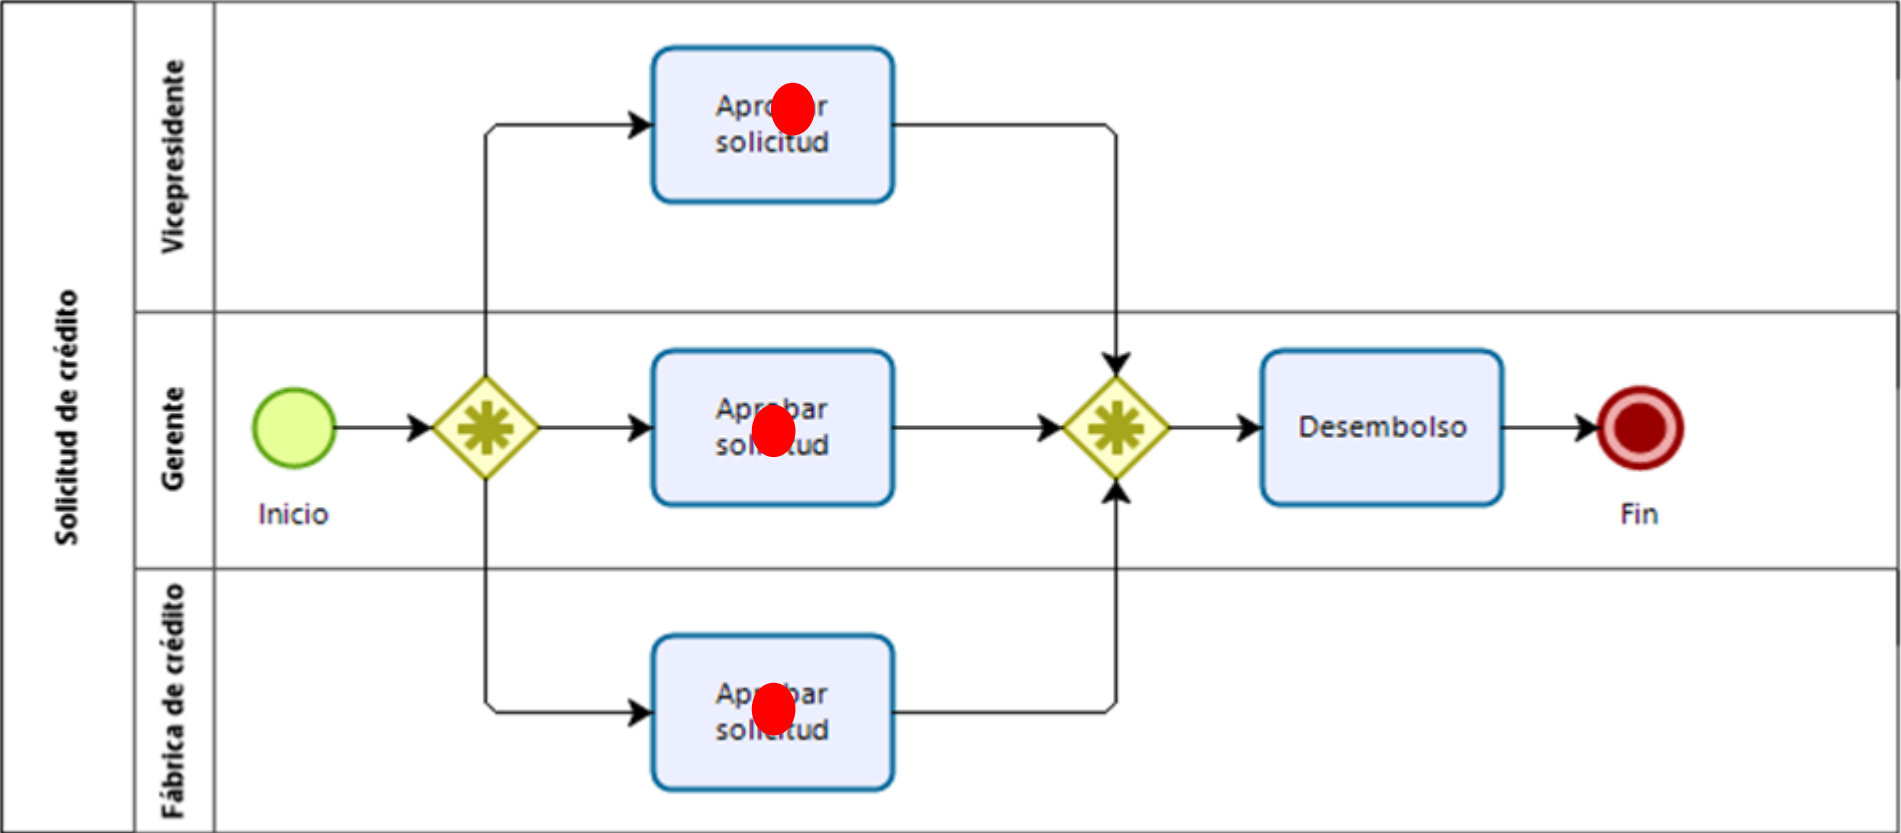 Solicitud de crédito
Vicepresidente
solicitud
Gerente
Inicio
Desembolso
Fin
Fábrica de crédito